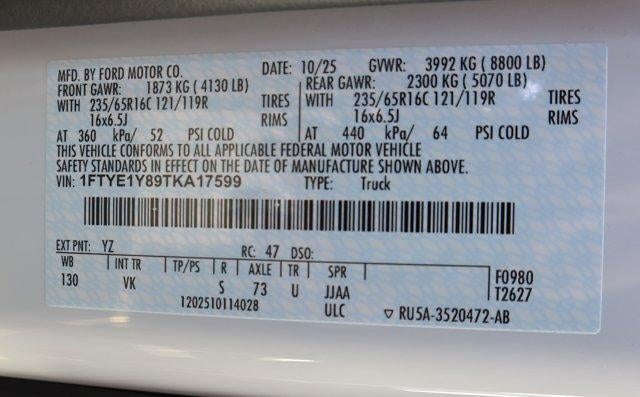 MFD. BY FORD MOTOR CO. DATE: 10/25 GVWR: 3992 KG ( 8800 LB)
FRONT GAWR: 1873 KG ( 4130 LB) REAR GAWR: 2300 KG ( 5070 LB)
WITH 235/65R16C 121/119R TIRES WITH 235/65R16C 121/119R TIRES
16x6.5J RIMS 16x6.5J RIMS
AT 360 kPa/ 52 PSI COLD AT 440 kPa/ 64 PSI COLD
THIS VEHICLE CONFORMS TO ALL APPLICABLE FEDERAL MOTOR VEHICLE
SAFETY STANDARDS IN EFFECT ON THE DATE OF MANUFACTURE SHOWN ABOVE.
VIN: 1FTYE1Y89TKA17599 TYPE: Truck
EXT PNT: YZ RC: 47 DSO:
WB INT TR TP/PS R AXLE TR SPR F0980
130 VK S 73 U JJAA T2627
1202510114028 ULC ▽ RU5A-3520472-AB